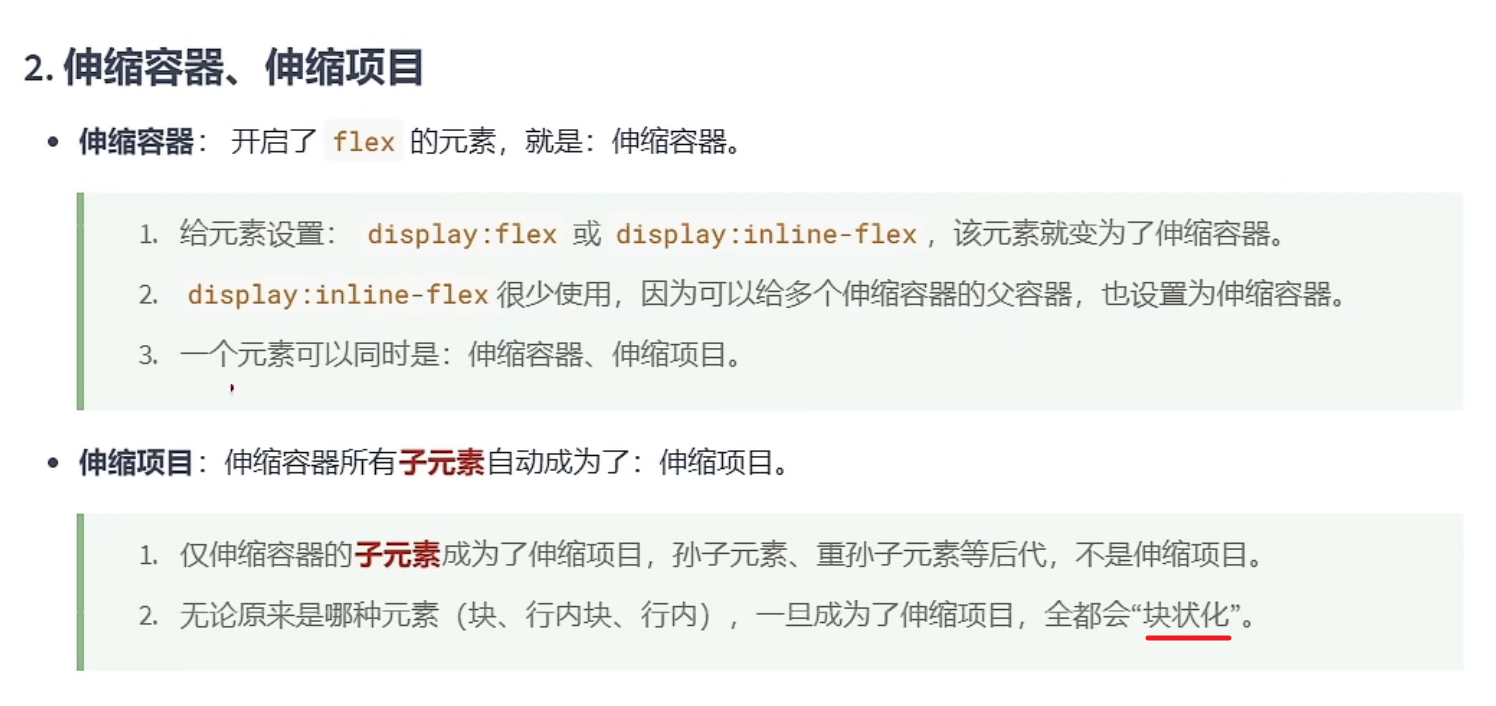 2. 伸缩容器、伸缩项目
• 伸缩容器： 开启了 flex 的元素，就是：伸缩容器。
1. 给元素设置： display:flex 或 display:inline-flex ，该元素就变为了伸缩容器。
2. display:inline-flex 很少使用，因为可以给多个伸缩容器的父容器，也设置为伸缩容器。
3. 一个元素可以同时是：伸缩容器、伸缩项目。
• 伸缩项目：伸缩容器所有子元素自动成为了：伸缩项目。
1. 仅伸缩容器的子元素成为了伸缩项目，孙子元素、重孙子元素等后代，不是伸缩项目。
2. 无论原来是哪种元素（块、行内块、行内），一旦成为了伸缩项目，全都会“块状化”。